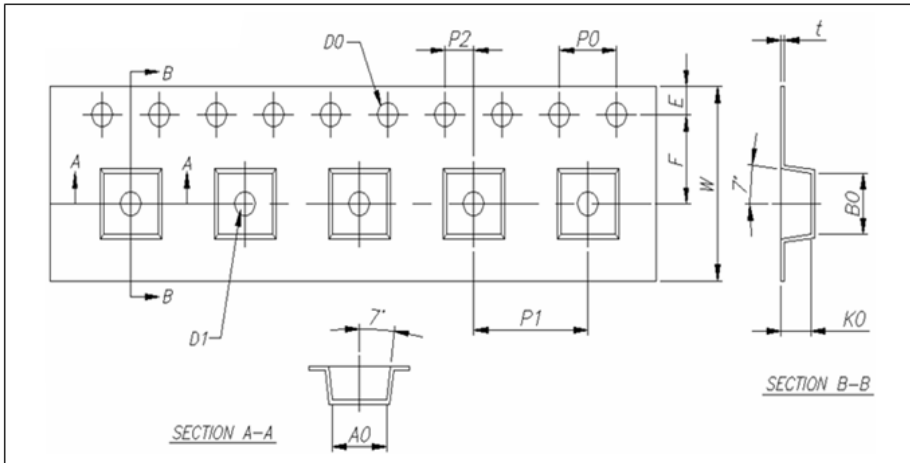 D0
P2
P0
t
B
E
A
A
F
W
7°
B0
B
D1
P1
K0
7°
SECTION B-B
SECTION A-A
A0